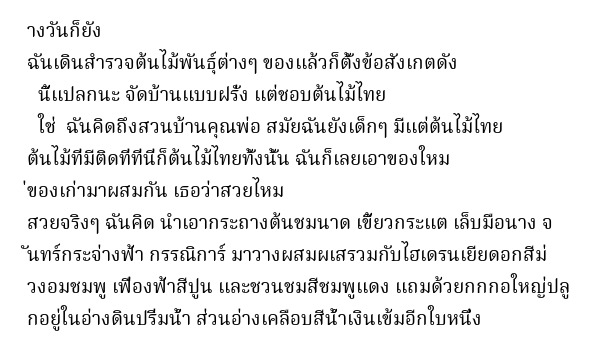 างวันก็ยัง
ฉันเดินสำรวจต้นไม้พันธุ์ต่างๆ ของแล้วก็ตั้งข้อสังเกตดัง
นี่แปลกนะ จัดบ้านแบบฝรั่ง แต่ชอบต้นไม้ไทย
ใช่  ฉันคิดถึงสวนบ้านคุณพ่อ สมัยฉันยังเด็กๆ มีแต่ต้นไม้ไทย
ต้นไม้ที่มีติดที่ที่นี่ก็ต้นไม้ไทยทั้งนั้น ฉันก็เลยเอาของใหม
่ของเก่ามาผสมกัน เธอว่าสวยไหม
สวยจริงๆ ฉันคิด นำเอากระถางต้นชมนาด เขี้ยวกระแต เล็บมือนาง จ
ันทร์กระจ่างฟ้า กรรณิการ์ มาวางผสมผเสรวมกับไฮเดรนเยียดอกสีม่
วงอมชมพู เฟื่องฟ้าสีปูน และชวนชมสีชมพูแดง แถมด้วยกกกอใหญ่ปลู
กอยู่ในอ่างดินปริ่มน้ำ ส่วนอ่างเคลือบสีน้ำเงินเข้มอีกใบหนึ่ง